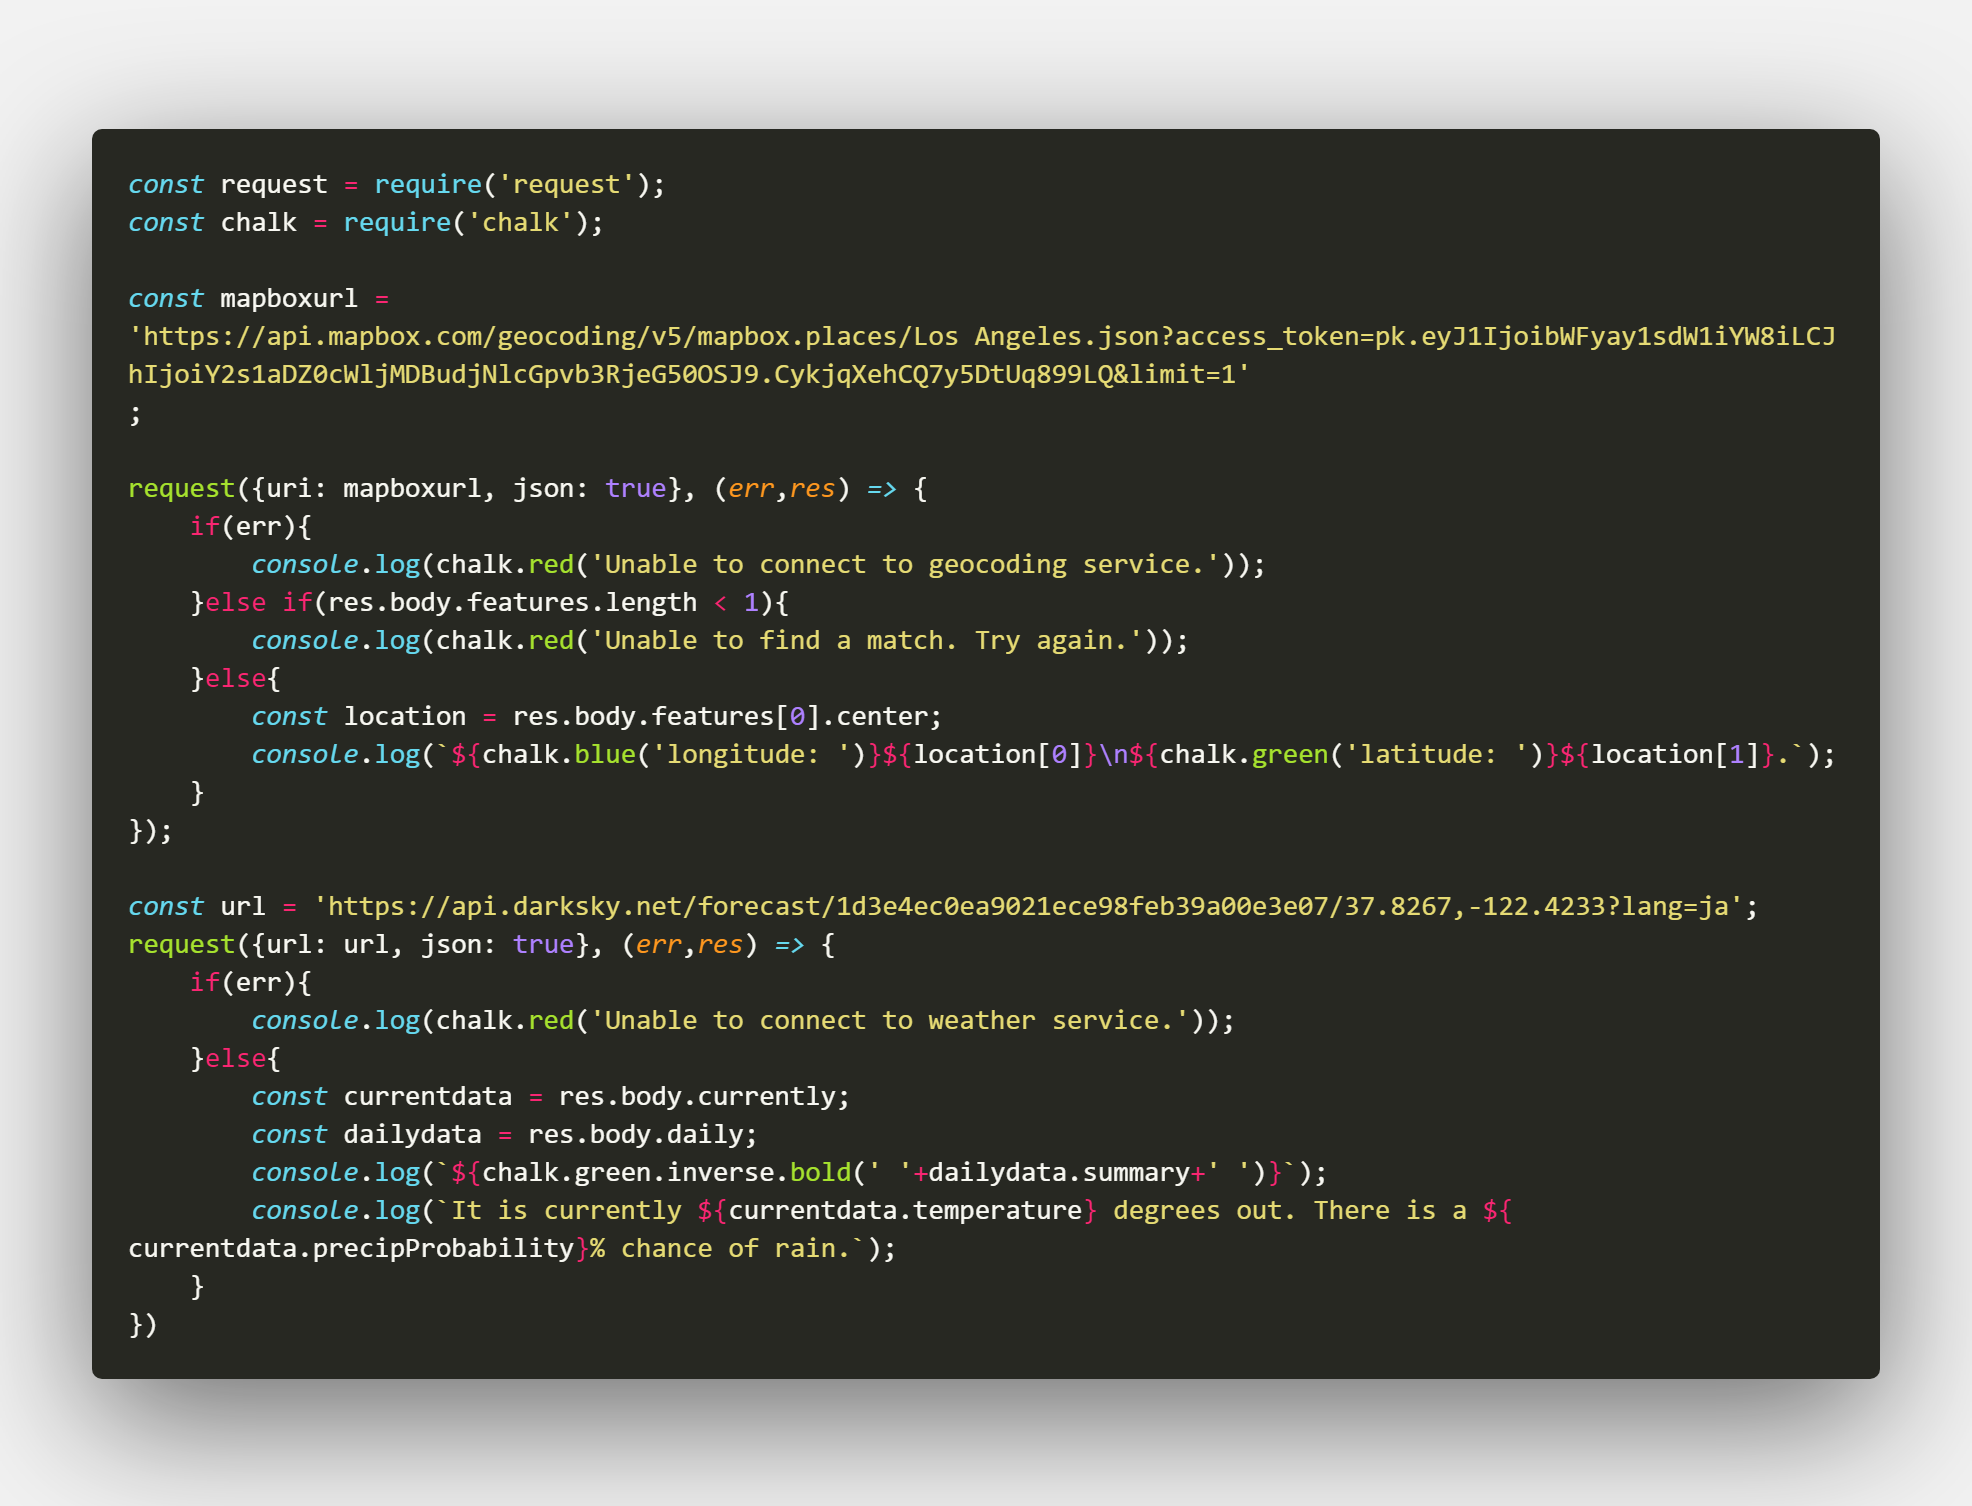 const request = require('request');
const chalk = require('chalk');
const mapboxurl =
'https://api.mapbox.com/geocoding/v5/mapbox.places/Los Angeles.json?access_token=pk.eyJ1IjoibWFyay1sdW1iYW8iLCJ
hIjoiY2s1aDZ0cWljMDBudjNlcGpvb3RjeG50OSJ9.CykjqXehCQ7y5DtUq899LQ&limit=1'
;
request({uri: mapboxurl, json: true}, (err,res) => {
    if(err){
        console.log(chalk.red('Unable to connect to geocoding service.'));
    }else if(res.body.features.length < 1){
        console.log(chalk.red('Unable to find a match. Try again.'));
    }else{
        const location = res.body.features[0].center;
        console.log(`${chalk.blue('longitude: ')}${location[0]}\n${chalk.green('latitude: ')}${location[1]}.`);
    }
});
const url = 'https://api.darksky.net/forecast/1d3e4ec0ea9021ece98feb39a00e3e07/37.8267,-122.4233?lang=ja';
request({url: url, json: true}, (err,res) => {
    if(err){
        console.log(chalk.red('Unable to connect to weather service.'));
    }else{
        const currentdata = res.body.currently;
        const dailydata = res.body.daily;
        console.log(`${chalk.green.inverse.bold(' '+dailydata.summary+' ')}`);
        console.log(`It is currently ${currentdata.temperature} degrees out. There is a ${
currentdata.precipProbability}% chance of rain.`);
    }
})